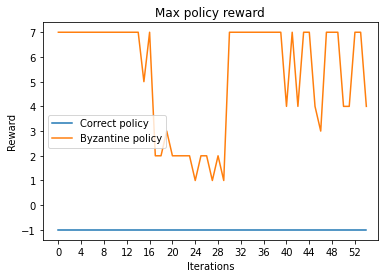 Max policy reward
Reward
7
6
5
4
3
2
1
0
−1
Correct policy
Byzantine policy
0 4 8 12 16 20 24 28 32 36 40 44 48 52
Iterations